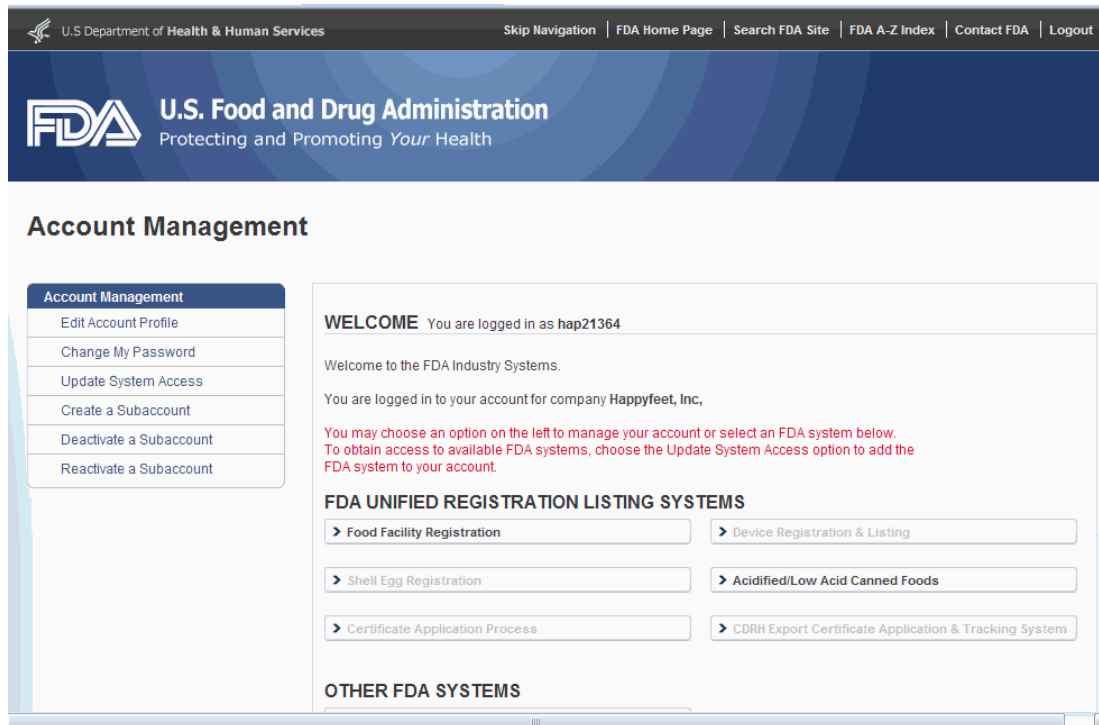 U.S Department of Health & Human Services
Skip Navigation | FDA Home Page | Search FDA Site | FDA A-Z Index | Contact FDA | Logout
FDA
U.S. Food and Drug Administration
Protecting and Promoting Your Health
Account Management
Account Management
Edit Account Profile
Change My Password
Update System Access
Create a Subaccount
Deactivate a Subaccount
Reactivate a Subaccount
WELCOME You are logged in as hap21364
Welcome to the FDA Industry Systems.
You are logged in to your account for company Happyfeet, Inc,
You may choose an option on the left to manage your account or select an FDA system below.
To obtain access to available FDA systems, choose the Update System Access option to add the
FDA system to your account.
FDA UNIFIED REGISTRATION LISTING SYSTEMS
Food Facility Registration
Device Registration & Listing
Shell Egg Registration
Acidified/Low Acid Canned Foods
Certificate Application Process
CDRH Export Certificate Application & Tracking System
OTHER FDA SYSTEMS